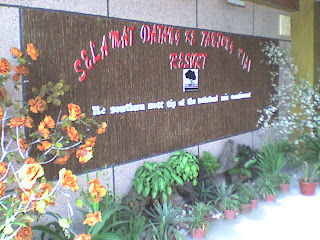 SELAMAT DATANG KE TANJUNG PIAI
RESORT
The southern most tip of the mainland asia continent